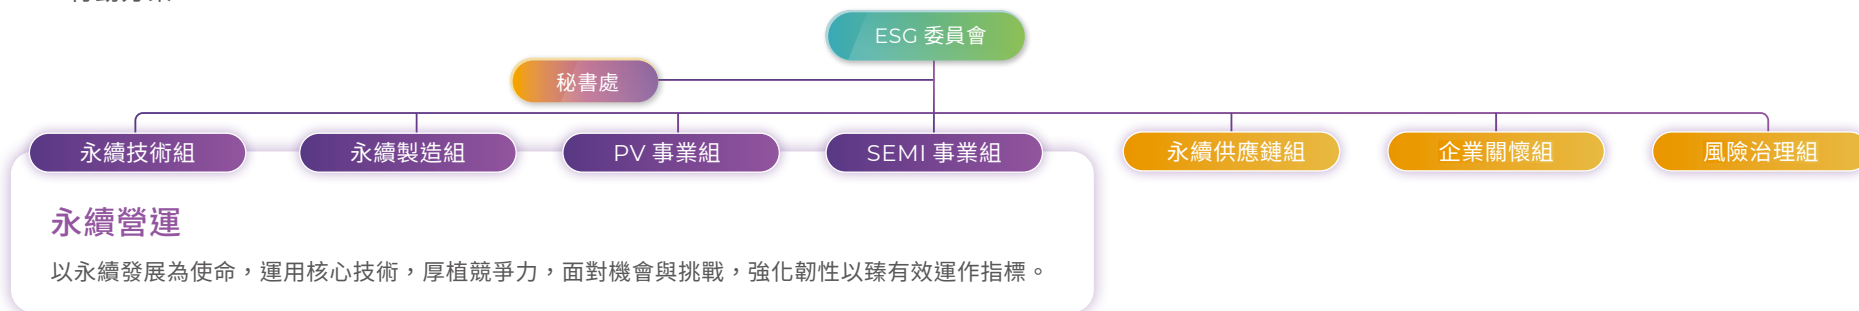 ESG 委員會
秘書處
永續技術組
永續製造組
PV 事業組
SEMI 事業組
永續供應鏈組
企業關懷組
風險治理組
永續營運
以永續發展為使命，運用核心技術，厚植競爭力，面對機會與挑戰，強化韌性以臻有效運作指標。